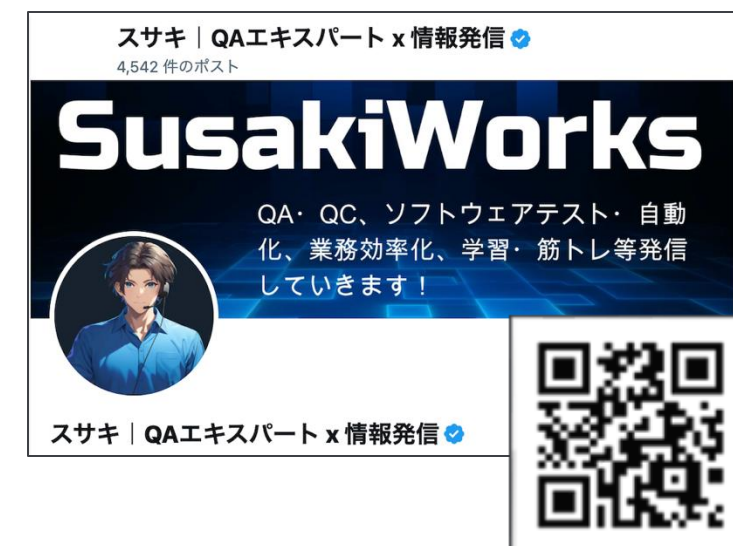 スサキ｜QAエキスパート x 情報発信
4,542 件のポスト
SusakiWorks
QA・QC、ソフトウェアテスト・自動
化、業務効率化、学習・筋トレ等発信
していきます！
スサキ｜QAエキスパート x 情報発信